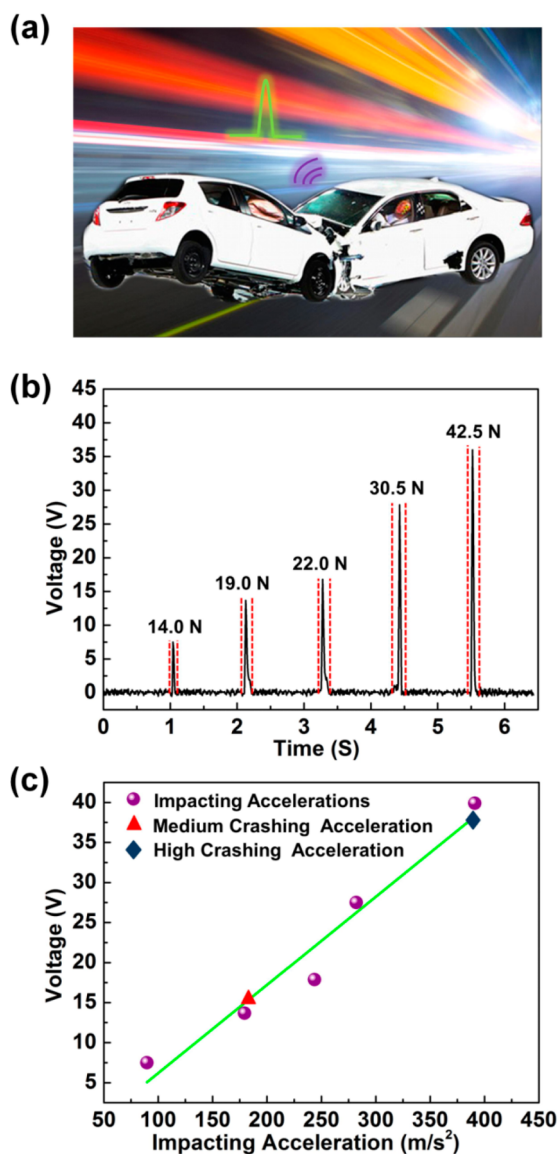 (a)
(b)
45
40
35
30
25
20
15
10
5
0
Voltage (V)
14.0 N
19.0 N
22.0 N
30.5 N
42.5 N
0 1 2 3 4 5 6
Time (S)
(c)
40
35
30
25
20
15
10
5
Voltage (V)
Impacting Accelerations
Medium Crashing Acceleration
High Crashing Acceleration
50 100 150 200 250 300 350 400 450
Impacting Acceleration (m/s²)